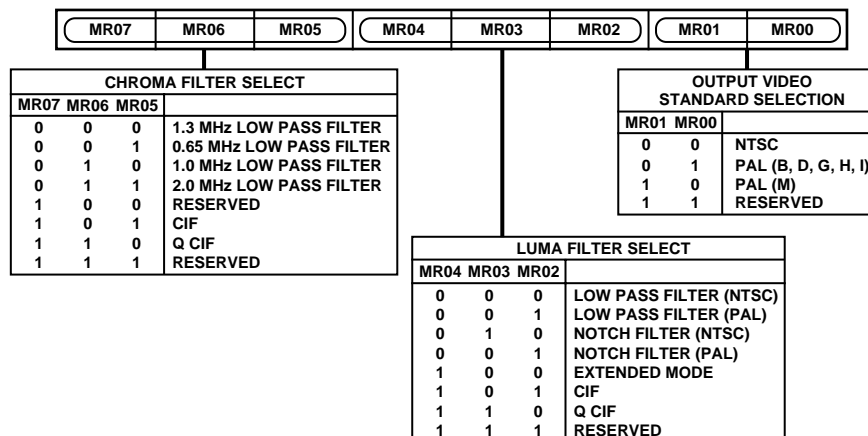 MR07 MR06 MR05 MR04 MR03 MR02 MR01 MR00
CHROMA FILTER SELECT
MR07 MR06 MR05
0 0 0 1.3 MHz LOW PASS FILTER
0 0 1 0.65 MHz LOW PASS FILTER
0 1 0 1.0 MHz LOW PASS FILTER
0 1 1 2.0 MHz LOW PASS FILTER
1 0 0 RESERVED
1 0 1 CIF
1 1 0 Q CIF
1 1 1 RESERVED
OUTPUT VIDEO
STANDARD SELECTION
MR01 MR00
0 0 NTSC
0 1 PAL (B, D, G, H, I)
1 0 PAL (M)
1 1 RESERVED
LUMA FILTER SELECT
MR04 MR03 MR02
0 0 0 LOW PASS FILTER (NTSC)
0 0 1 LOW PASS FILTER (PAL)
0 1 0 NOTCH FILTER (NTSC)
0 0 1 NOTCH FILTER (PAL)
1 0 0 EXTENDED MODE
1 0 1 CIF
1 1 0 Q CIF
1 1 1 RESERVED